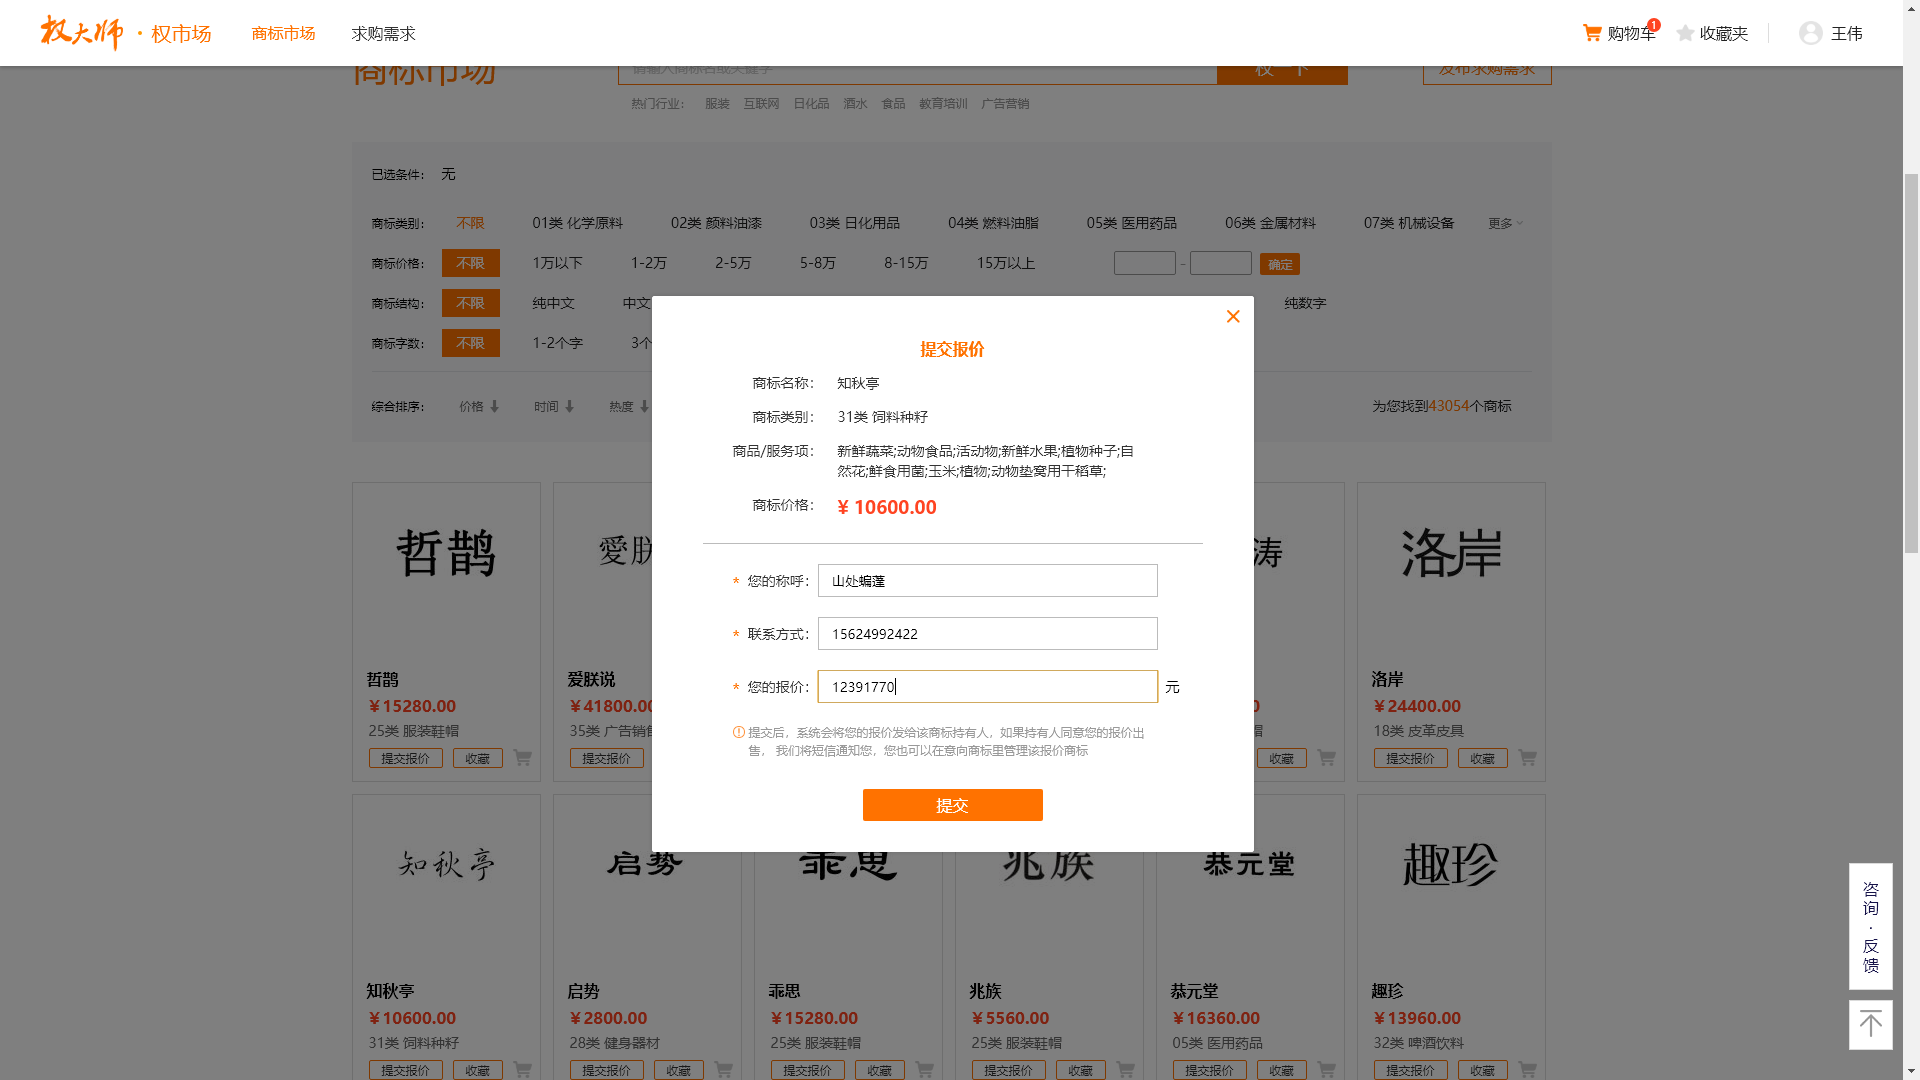 权大师 · 权市场 商标市场 求购需求 购物车 1 收藏夹 王伟
商标市场 请输入商标名或关键字 权一下 发布求购需求
热门行业： 服装 互联网 日化品 酒水 食品 教育培训 广告营销
已选条件： 无
商标类别： 不限 01类 化学原料 02类 颜料油漆 03类 日化用品 04类 燃料油脂 05类 医用药品 06类 金属材料 07类 机械设备 更多
商标价格： 不限 1万以下 1-2万 2-5万 5-8万 8-15万 15万以上 - 确定
商标结构： 不限 纯中文 中文 纯数字
商标字数： 不限 1-2个字 3个
综合排序： 价格 时间 热度 为您找到43054个商标
提交报价
商标名称： 知秋亭
商标类别： 31类 饲料种籽
商品/服务项： 新鲜蔬菜;动物食品;活动物;新鲜水果;植物种子;自
然花;鲜食用菌;玉米;植物;动物垫窝用干稻草;
商标价格： ¥ 10600.00
* 您的称呼： 山处蝙蓬
* 联系方式： 15624992422
* 您的报价： 12391770 元
提交后，系统会将您的报价发给该商标持有人，如果持有人同意您的报价出
售， 我们将短信通知您，您也可以在意向商标里管理该报价商标
提交
哲鹊 愛朕 涛 洛岸
哲鹊 爱朕说 洛岸
¥15280.00 ¥41800.00 ¥24400.00
25类 服装鞋帽 35类 广告销售 帽 18类 皮革皮具
提交报价 收藏 提交报价 收藏 提交报价 收藏
知秋亭 启势 乖思 兆族 恭元堂 趣珍
知秋亭 启势 乖思 兆族 恭元堂 趣珍
¥10600.00 ¥2800.00 ¥15280.00 ¥5560.00 ¥16360.00 ¥13960.00
31类 饲料种籽 28类 健身器材 25类 服装鞋帽 25类 服装鞋帽 05类 医用药品 32类 啤酒饮料
提交报价 收藏 提交报价 收藏 提交报价 收藏 提交报价 收藏 提交报价 收藏 提交报价 收藏
咨
询
·
反
馈